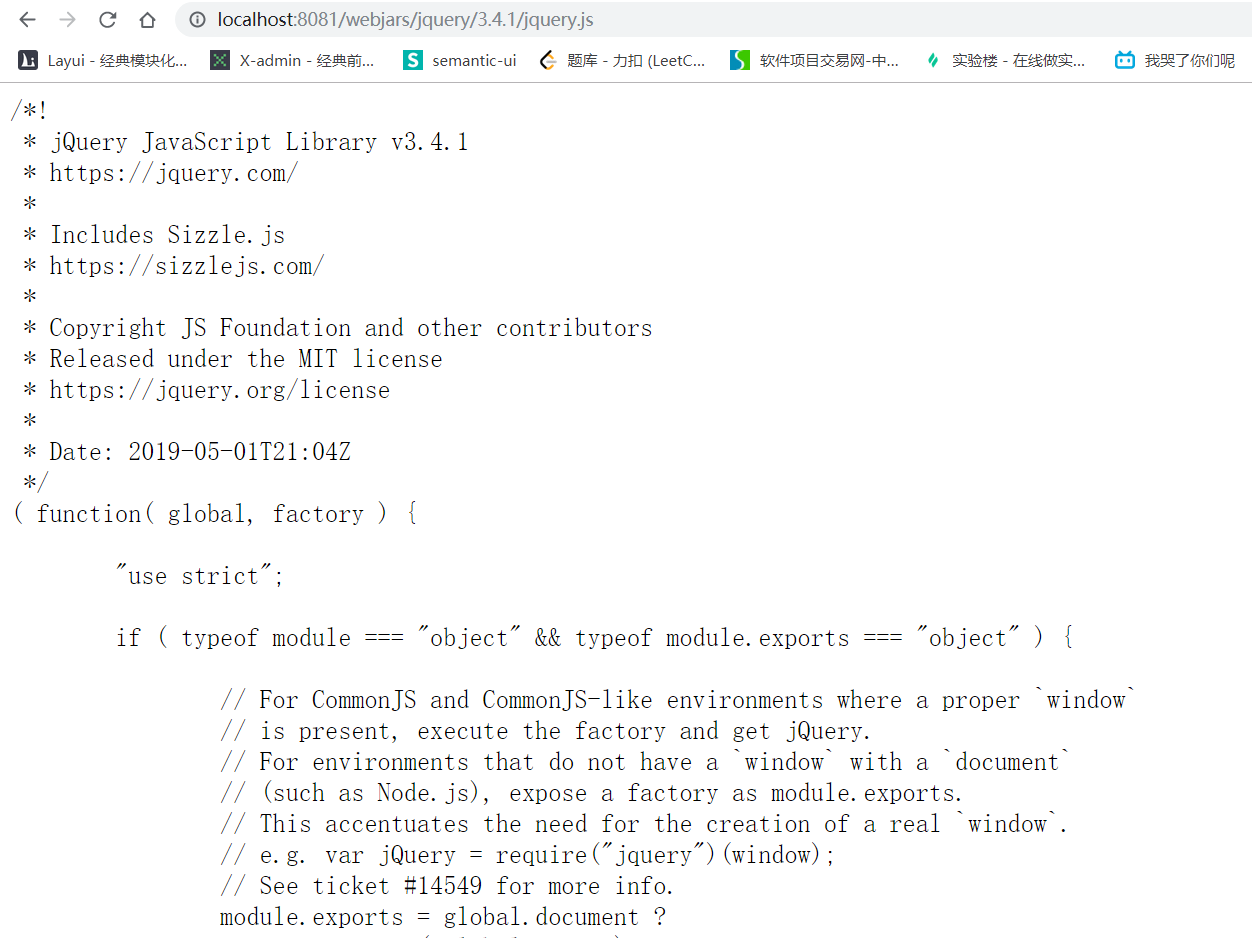 localhost:8081/webjars/jquery/3.4.1/jquery.js
Layui - 经典模块化... X-admin - 经典前... semantic-ui 题库 - 力扣 (LeetC... 软件项目交易网-中... 实验楼 - 在线做实... 我哭了你们呢
/*!
 * jQuery JavaScript Library v3.4.1
 * https://jquery.com/
 *
 * Includes Sizzle.js
 * https://sizzlejs.com/
 *
 * Copyright JS Foundation and other contributors
 * Released under the MIT license
 * https://jquery.org/license
 *
 * Date: 2019-05-01T21:04Z
 */
( function( global, factory ) {
"use strict";
if ( typeof module === "object" && typeof module.exports === "object" ) {
// For CommonJS and CommonJS-like environments where a proper `window`
// is present, execute the factory and get jQuery.
// For environments that do not have a `window` with a `document`
// (such as Node.js), expose a factory as module.exports.
// This accentuates the need for the creation of a real `window`.
// e.g. var jQuery = require("jquery")(window);
// See ticket #14549 for more info.
module.exports = global.document ?